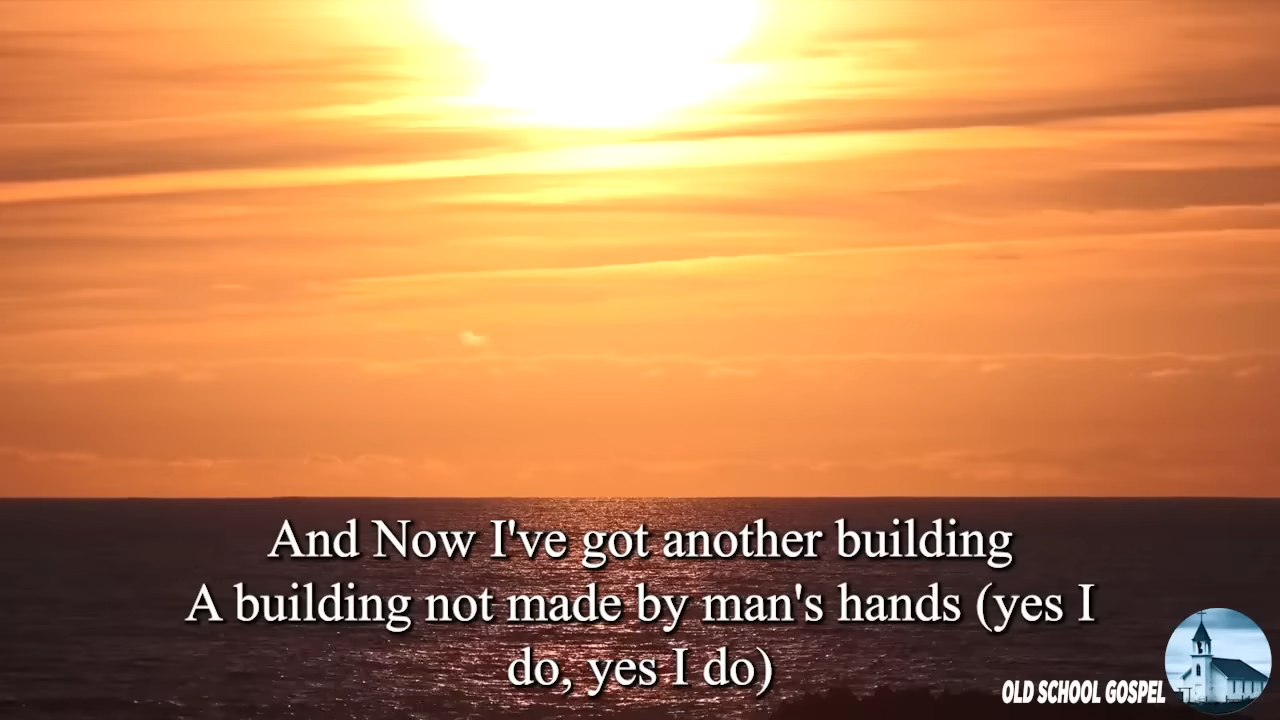 And Now I've got another building
A building not made by man's hands (yes I
do, yes I do)
OLD SCHOOL GOSPEL